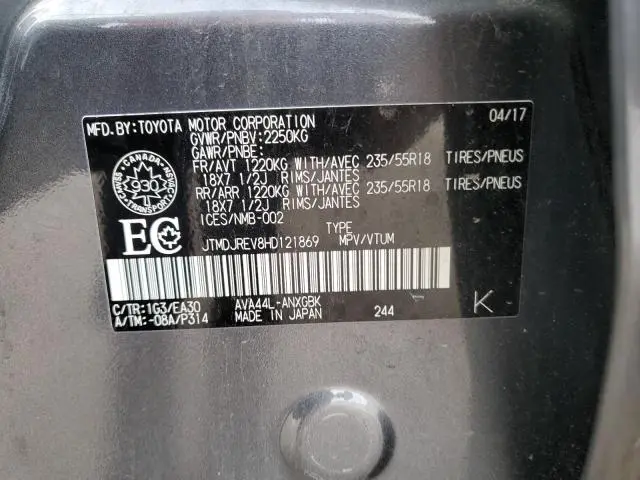 MFD.BY:TOYOTA MOTOR CORPORATION 04/17
GVWR/PNBV:2250KG
GAWR/PNBE:
FR/AVT 1220KG WITH/AVEC 235/55R18 TIRES/PNEUS
18X7 1/2J RIMS/JANTES
RR/ARR 1220KG WITH/AVEC 235/55R18 TIRES/PNEUS
18X7 1/2J RIMS/JANTES
ICES/NMB-002
CANADA
930
TRANSPORT
EC
TYPE
JTMDJREV8HD121869 MPV/VTUM
C/TR:1G3/EA30 AVA44L-ANXGBK
A/TM:-08A/P314 MADE IN JAPAN 244 K